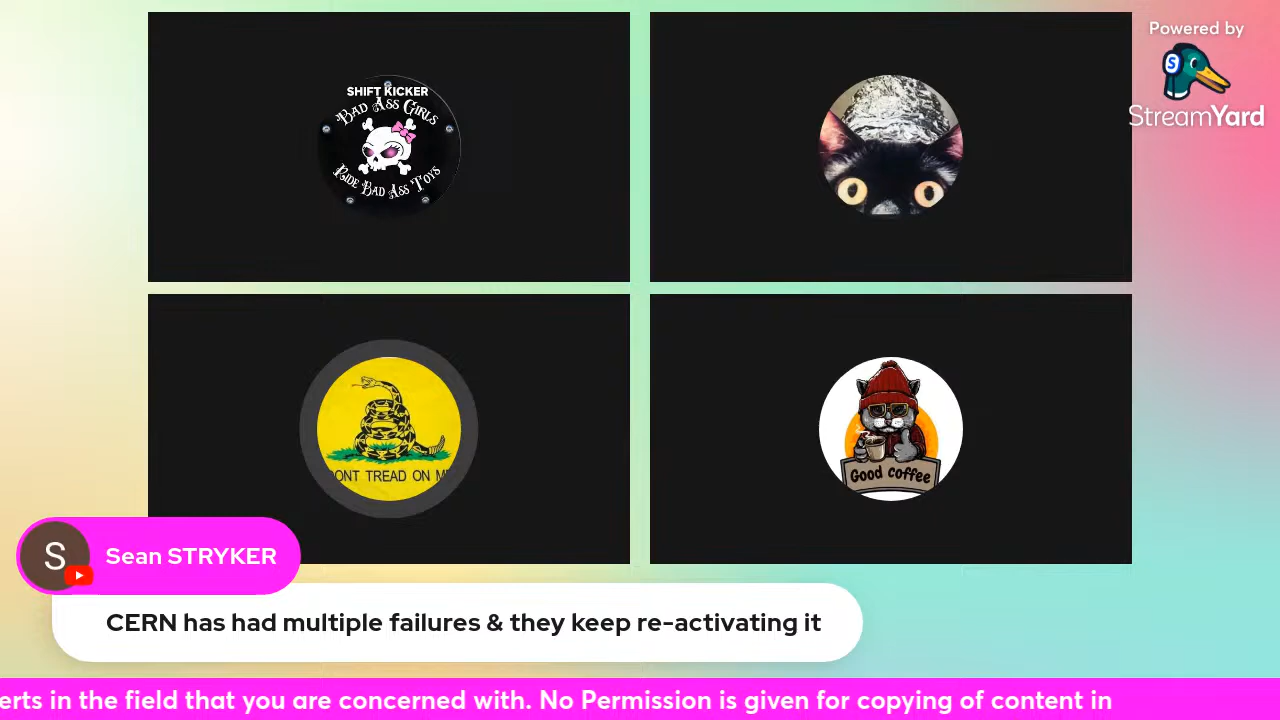 Powered by
StreamYard
SHIFT KICKER
BAD ASS GIRLS
RIDE BAD ASS TOYS
DONT TREAD ON ME
Good coffee
S
Sean STRYKER
CERN has had multiple failures & they keep re-activating it
erts in the field that you are concerned with. No Permission is given for copying of content in